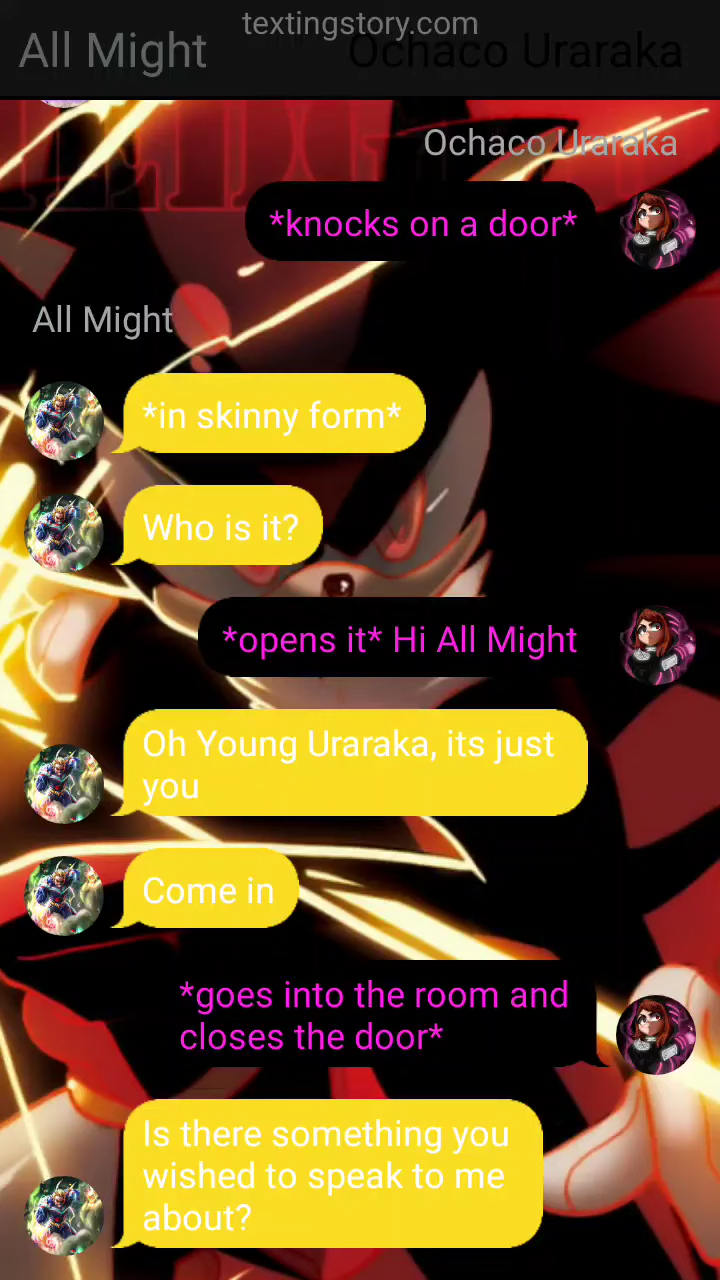 textingstory.com
All Might
Ochaco Uraraka
Ochaco Uraraka
*knocks on a door*
All Might
*in skinny form*
Who is it?
*opens it* Hi All Might
Oh Young Uraraka, its just
you
Come in
*goes into the room and
closes the door*
Is there something you
wished to speak to me
about?